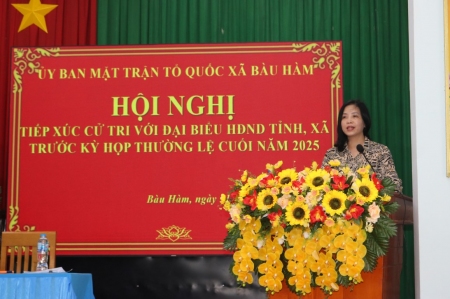 ỦY BAN MẶT TRẬN TỔ QUỐC XÃ BÀU HÀM
HỘI NGHỊ
TIẾP XÚC CỬ TRI VỚI ĐẠI BIỂU HĐND TỈNH, XÃ
TRƯỚC KỲ HỌP THƯỜNG LỆ CUỐI NĂM 2025
Bàu Hàm, ngày